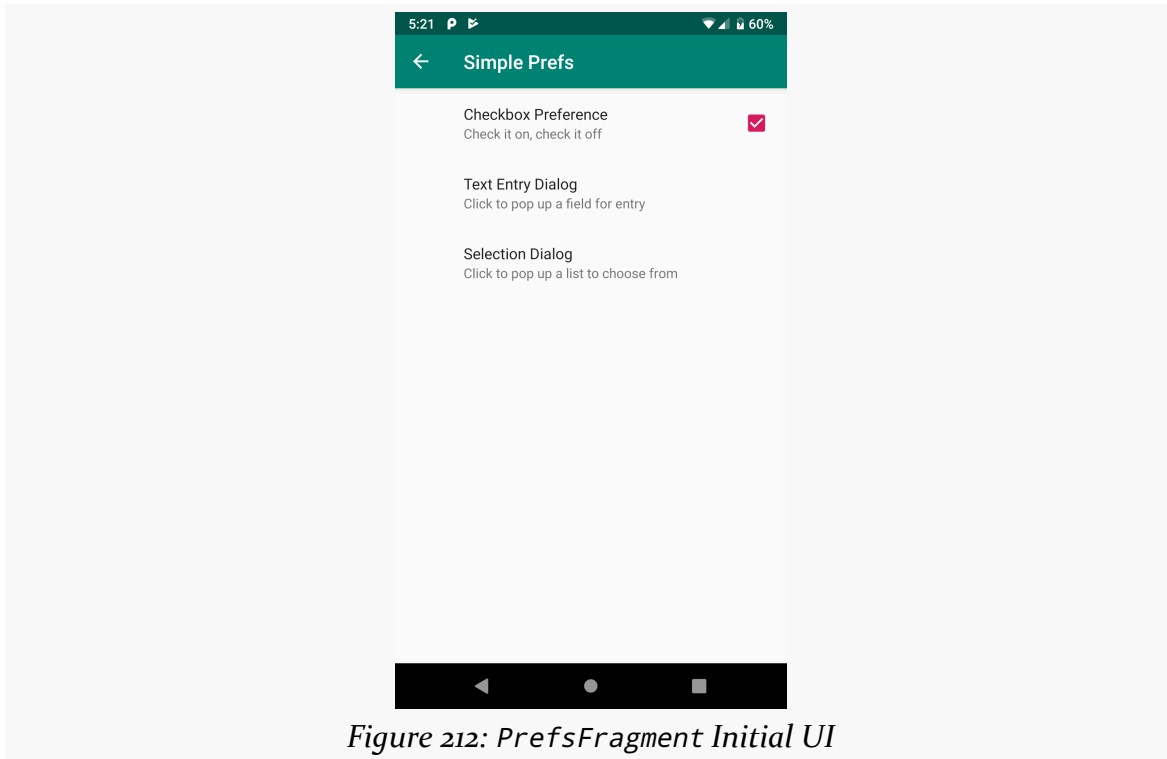 5:21 60%
Simple Prefs
Checkbox Preference
Check it on, check it off
Text Entry Dialog
Click to pop up a field for entry
Selection Dialog
Click to pop up a list to choose from
Figure 212: PrefsFragment Initial UI